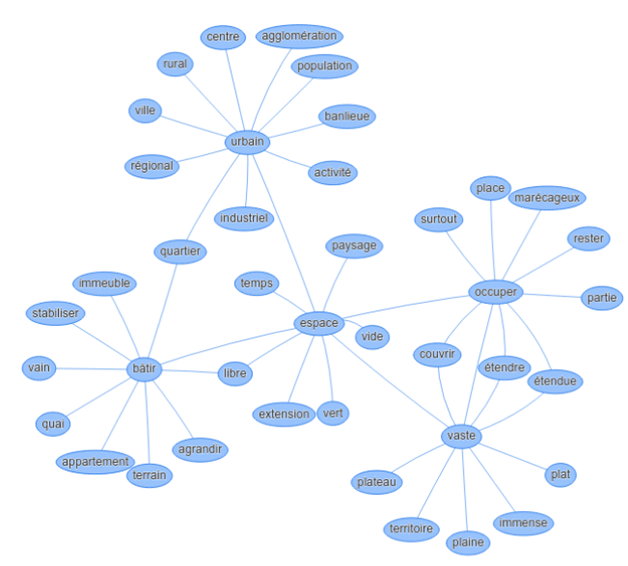 centre
agglomération
rural
population
ville
banlieue
urbain
régional
activité
place
marécageux
surtout
industriel
rester
quartier
paysage
immeuble
temps
occuper
partie
stabiliser
espace
vide
couvrir
vain
bâtir
libre
étendre
étendue
quai
extension
vert
vaste
appartement
agrandir
terrain
plateau
plat
territoire
immense
plaine